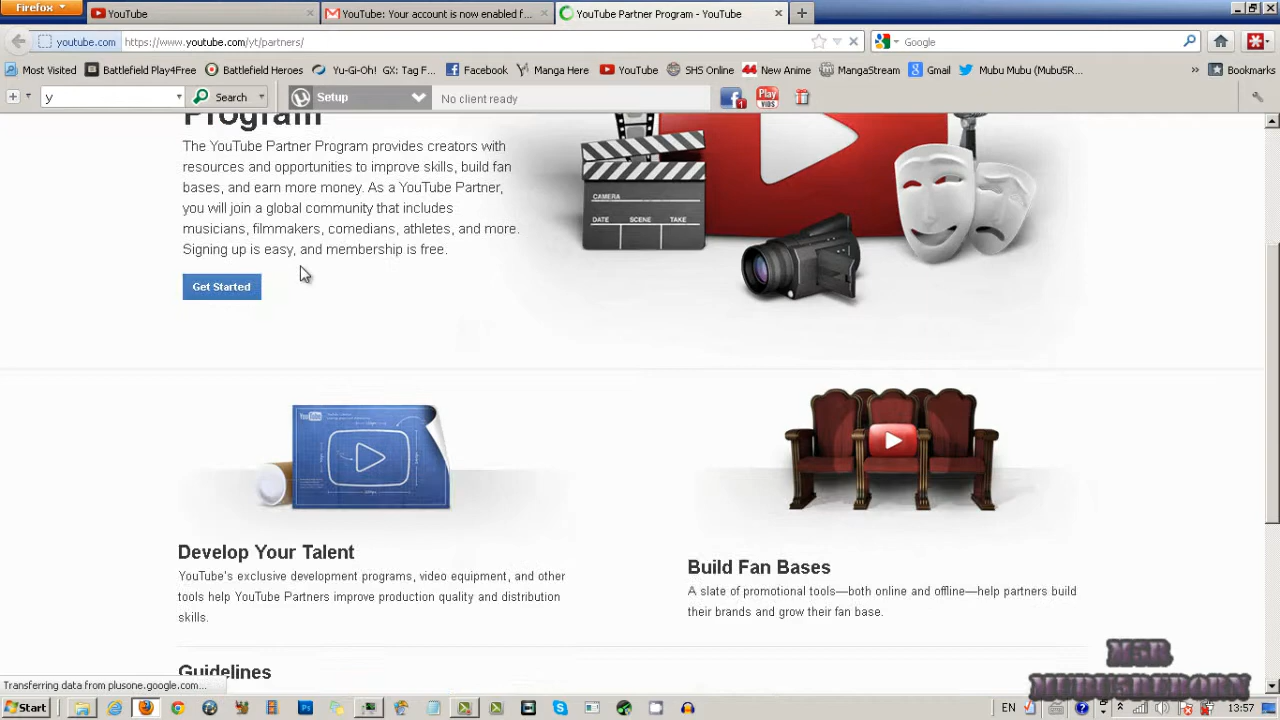 Firefox
YouTube
YouTube: Your account is now enabled f...
YouTube Partner Program - YouTube
youtube.com
https://www.youtube.com/yt/partners/
Google
Most Visited
Battlefield Play4Free
Battlefield Heroes
Yu-Gi-Oh! GX: Tag F...
Facebook
Manga Here
YouTube
SHS Online
New Anime
MangaStream
Gmail
Mubu Mubu (Mubu5R...
Bookmarks
y
Search
Setup
No client ready
Play
VIDS
Program
The YouTube Partner Program provides creators with
resources and opportunities to improve skills, build fan
bases, and earn more money. As a YouTube Partner,
you will join a global community that includes
musicians, filmmakers, comedians, athletes, and more.
Signing up is easy, and membership is free.
Get Started
CAMERA
DATE SCENE TAKE
YouTube
Develop Your Talent
YouTube's exclusive development programs, video equipment, and other
tools help YouTube Partners improve production quality and distribution
skills.
Build Fan Bases
A slate of promotional tools—both online and offline—help partners build
their brands and grow their fan base.
Guidelines
M5R
MUBU5REBORN
Transferring data from plusone.google.com...
Start
EN
13:57